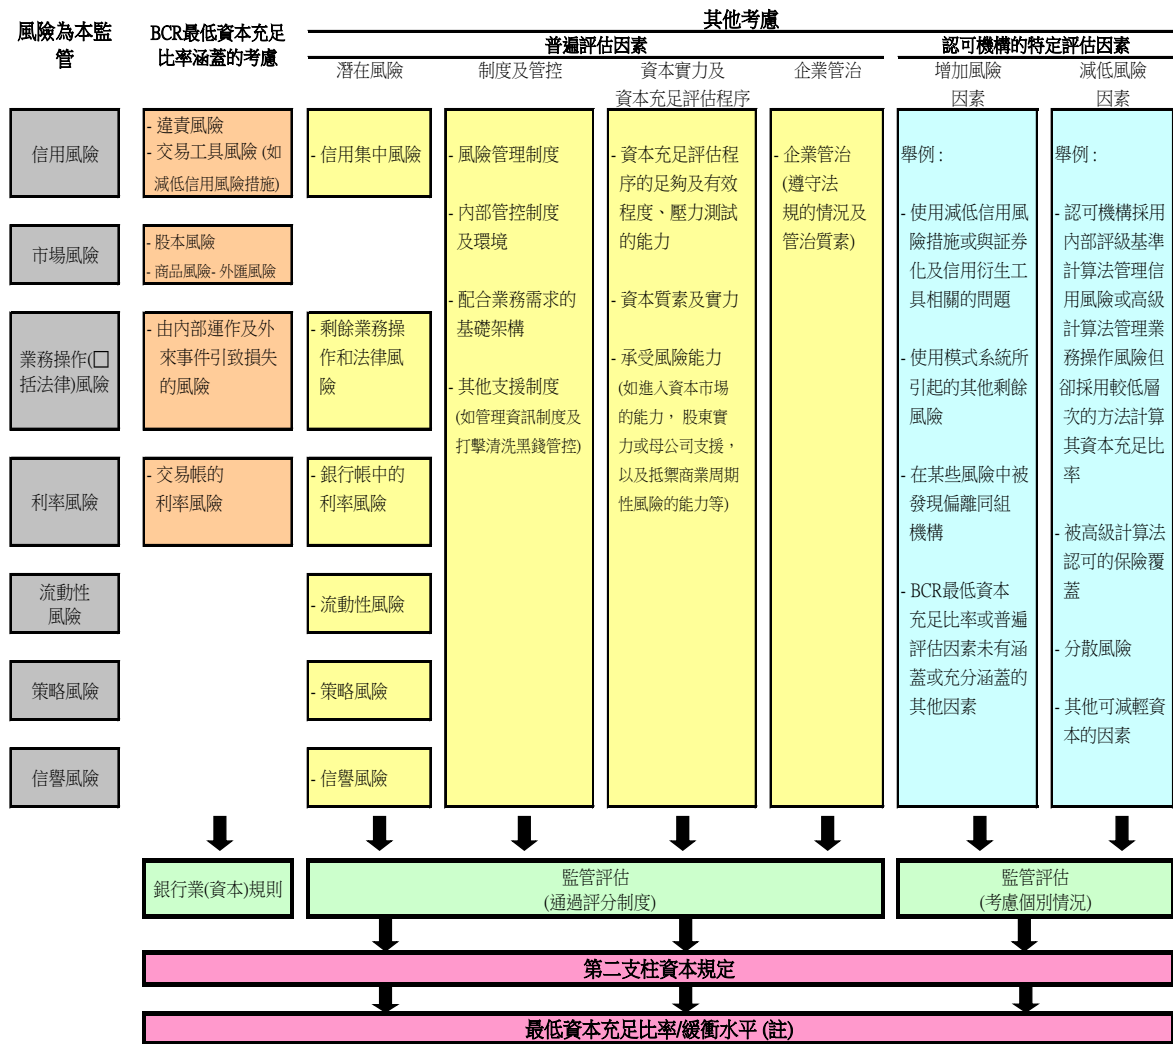 其他考慮
風險為本監
管
BCR最低資本充足
比率涵蓋的考慮
普遍評估因素
認可機構的特定評估因素
潛在風險
制度及管控
資本實力及
資本充足評估程序
企業管治
增加風險
因素
減低風險
因素
信用風險
市場風險
業務操作(□
括法律)風險
利率風險
流動性
風險
策略風險
信譽風險
- 違責風險
- 交易工具風險 (如
減低信用風險措施)
- 股本風險
- 商品風險- 外匯風險
- 由內部運作及外
來事件引致損失
的風險
- 交易帳的
利率風險
- 信用集中風險
- 剩餘業務操
作和法律風
險
- 銀行帳中的
利率風險
- 流動性風險
- 策略風險
- 信譽風險
- 風險管理制度
- 內部管控制度
及環境
- 配合業務需求的
基礎架構
- 其他支援制度
(如管理資訊制度及
打擊清洗黑錢管控)
- 資本充足評估程
序的足夠及有效
程度、壓力測試
的能力
- 資本質素及實力
- 承受風險能力
(如進入資本市場
的能力， 股東實
力或母公司支援，
以及抵禦商業周期
性風險的能力等)
- 企業管治
(遵守法
規的情況及
管治質素)
舉例 :
- 使用減低信用風
險措施或與証券
化及信用衍生工
具相關的問題
- 使用模式系統所
引起的其他剩餘
風險
- 在某些風險中被
發現偏離同組
機構
- BCR最低資本
充足比率或普遍
評估因素未有涵
蓋或充分涵蓋的
其他因素
舉例 :
- 認可機構採用
內部評級基準
計算法管理信
用風險或高級
計算法管理業
務操作風險但
卻採用較低層
次的方法計算
其資本充足比
率
- 被高級計算法
認可的保險覆
蓋
- 分散風險
- 其他可減輕資
本的因素
銀行業(資本)規則
監管評估
(通過評分制度)
監管評估
(考慮個別情況)
第二支柱資本規定
最低資本充足比率/緩衝水平 (註)